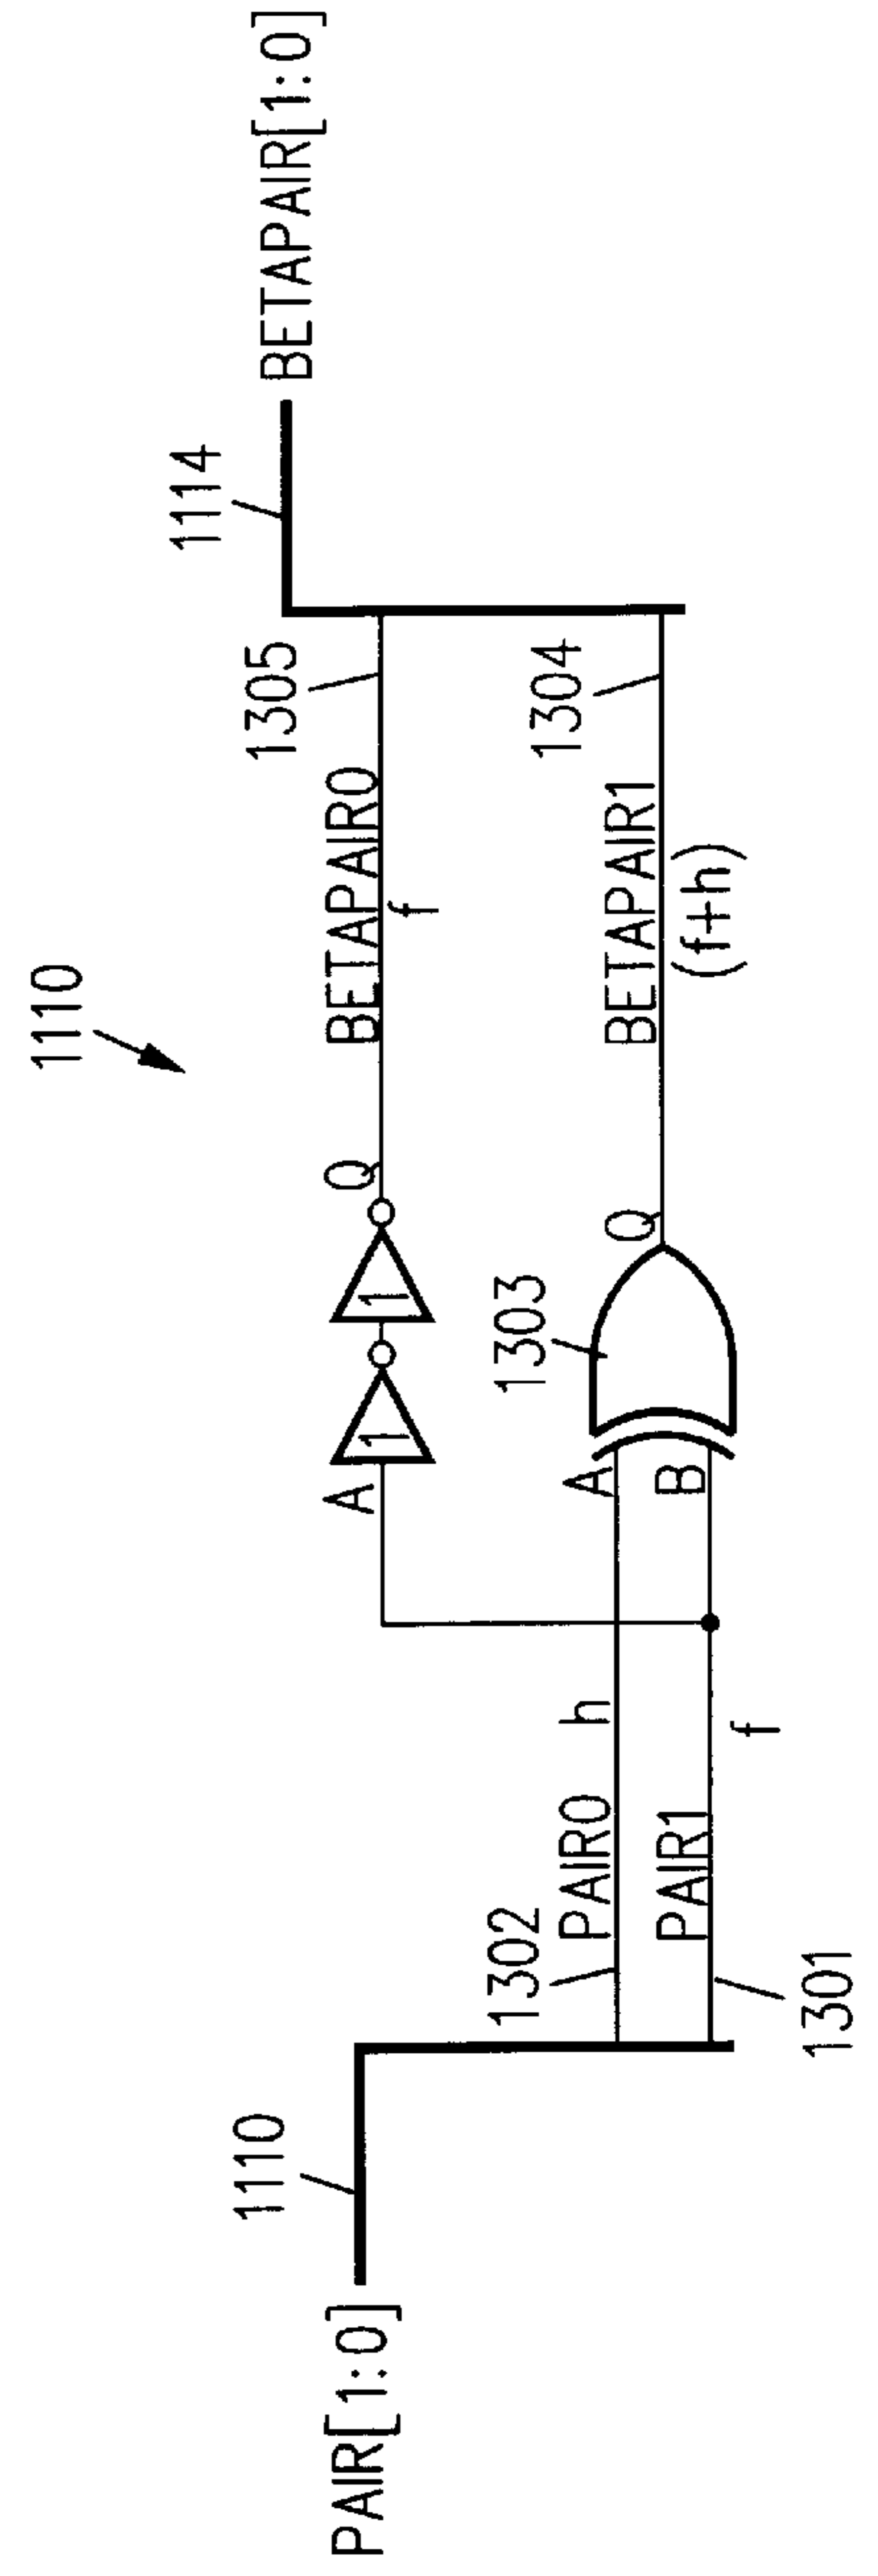 1110
PAIR[1:0]
1110
1302
PAIR0
h
PAIR1
f
1301
A
1
1
Q
BETAPAIR0
f
1305
A
B
1303
Q
BETAPAIR1
(f+h)
1304
1114
BETAPAIR[1:0]